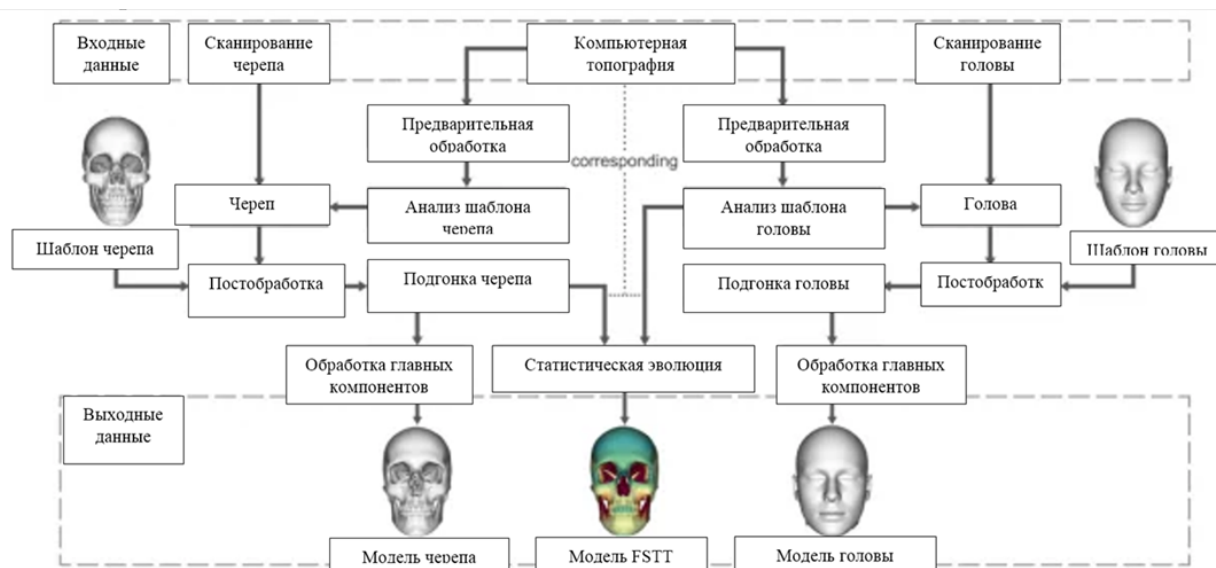 Входные
данные
Сканирование
черепа
Компьютерная
топография
Сканирование
головы
Предварительная
обработка
Предварительная
обработка
corresponding
Череп
Анализ шаблона
черепа
Анализ шаблона
головы
Голова
Шаблон черепа
Шаблон головы
Постобработка
Подгонка черепа
Подгонка головы
Постобработк
Обработка главных
компонентов
Статистическая эволюция
Обработка главных
компонентов
Выходные
данные
Модель черепа
Модель FSTT
Модель головы